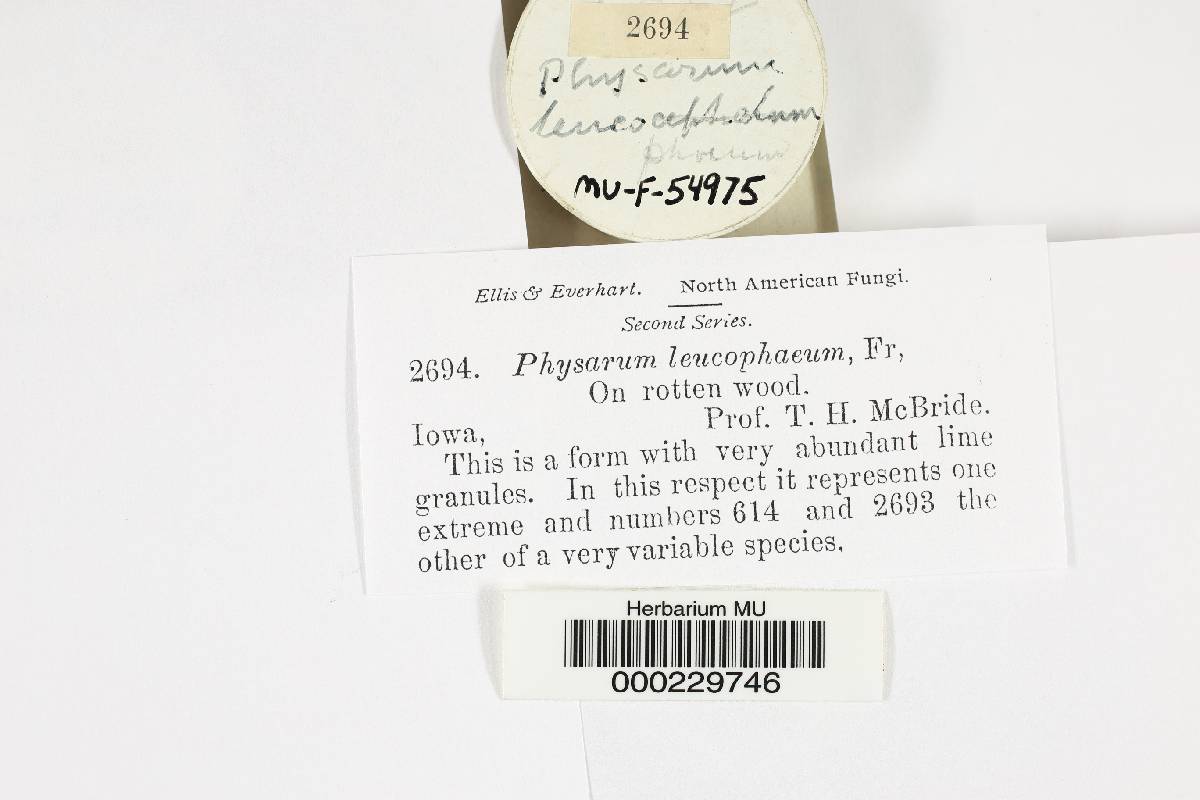 2694
Physarum
leucocephalum
phaeum
MU-F-54975
Ellis & Everhart. North American Fungi.
Second Series.
2694. Physarum leucophaeum, Fr,
On rotten wood.
Iowa, Prof. T. H. McBride.
This is a form with very abundant lime
granules. In this respect it represents one
extreme and numbers 614 and 2693 the
other of a very variable species.
Herbarium MU
000229746